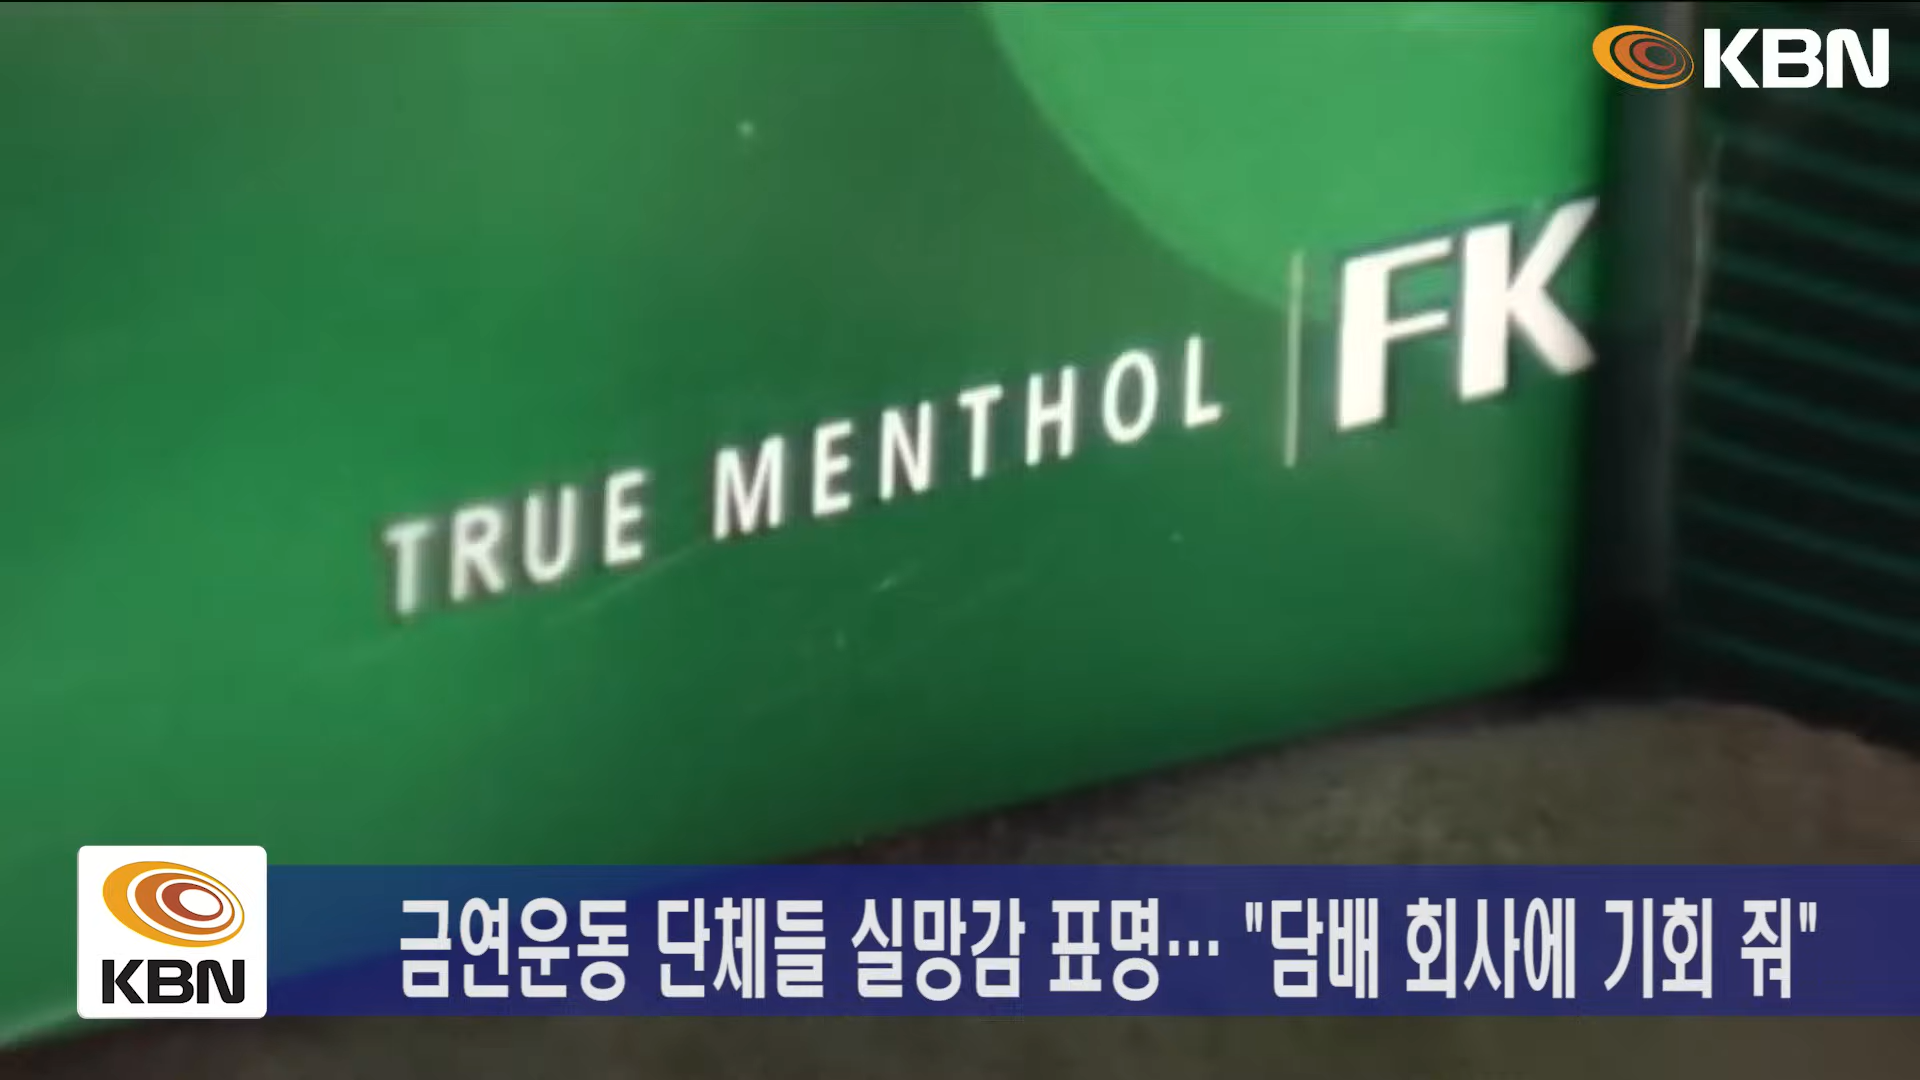 KBN
TRUE MENTHOL | FK
KBN
금연운동 단체들 실망감 표명… "담배 회사에 기회 줘"